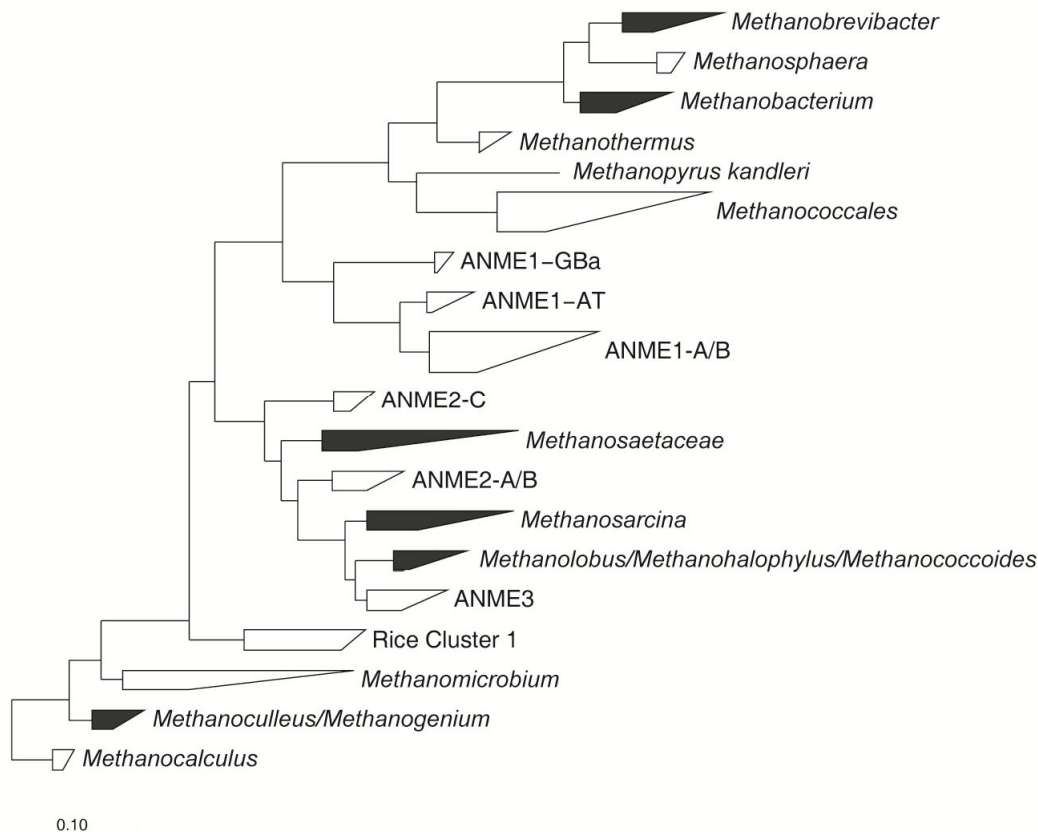 Methanobrevibacter
Methanosphaera
Methanobacterium
Methanothermus
Methanopyrus kandleri
Methanococcales
ANME1–GBa
ANME1–AT
ANME1-A/B
ANME2-C
Methanosaetaceae
ANME2-A/B
Methanosarcina
Methanolobus/Methanohalophylus/Methanococcoides
ANME3
Rice Cluster 1
Methanomicrobium
Methanoculleus/Methanogenium
Methanocalculus
0.10